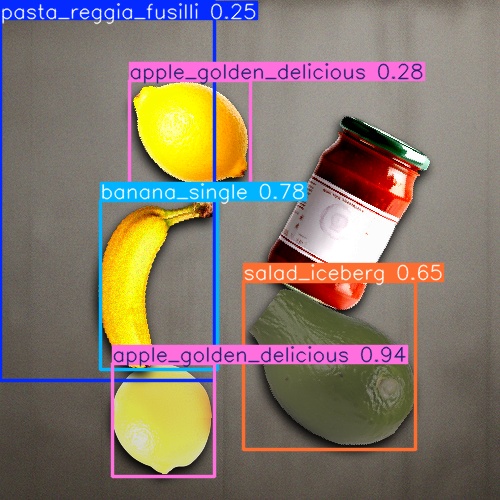 pasta_reggia_fusilli 0.25
apple_golden_delicious 0.28
banana_single 0.78
salad_iceberg 0.65
apple_golden_delicious 0.94